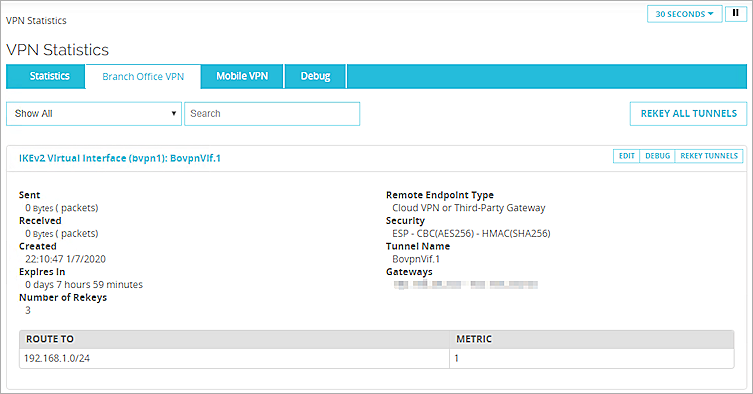 VPN Statistics
30 SECONDS
VPN Statistics
Statistics Branch Office VPN Mobile VPN Debug
Show All Search REKEY ALL TUNNELS
IKEv2 Virtual Interface (bvpn1): BovpnVif.1 EDIT DEBUG REKEY TUNNELS
Sent
0 Bytes ( packets)
Received
0 Bytes ( packets)
Created
22:10:47 1/7/2020
Expires In
0 days 7 hours 59 minutes
Number of Rekeys
3
Remote Endpoint Type
Cloud VPN or Third-Party Gateway
Security
ESP - CBC(AES256) - HMAC(SHA256)
Tunnel Name
BovpnVif.1
Gateways
ROUTE TO METRIC
192.168.1.0/24 1